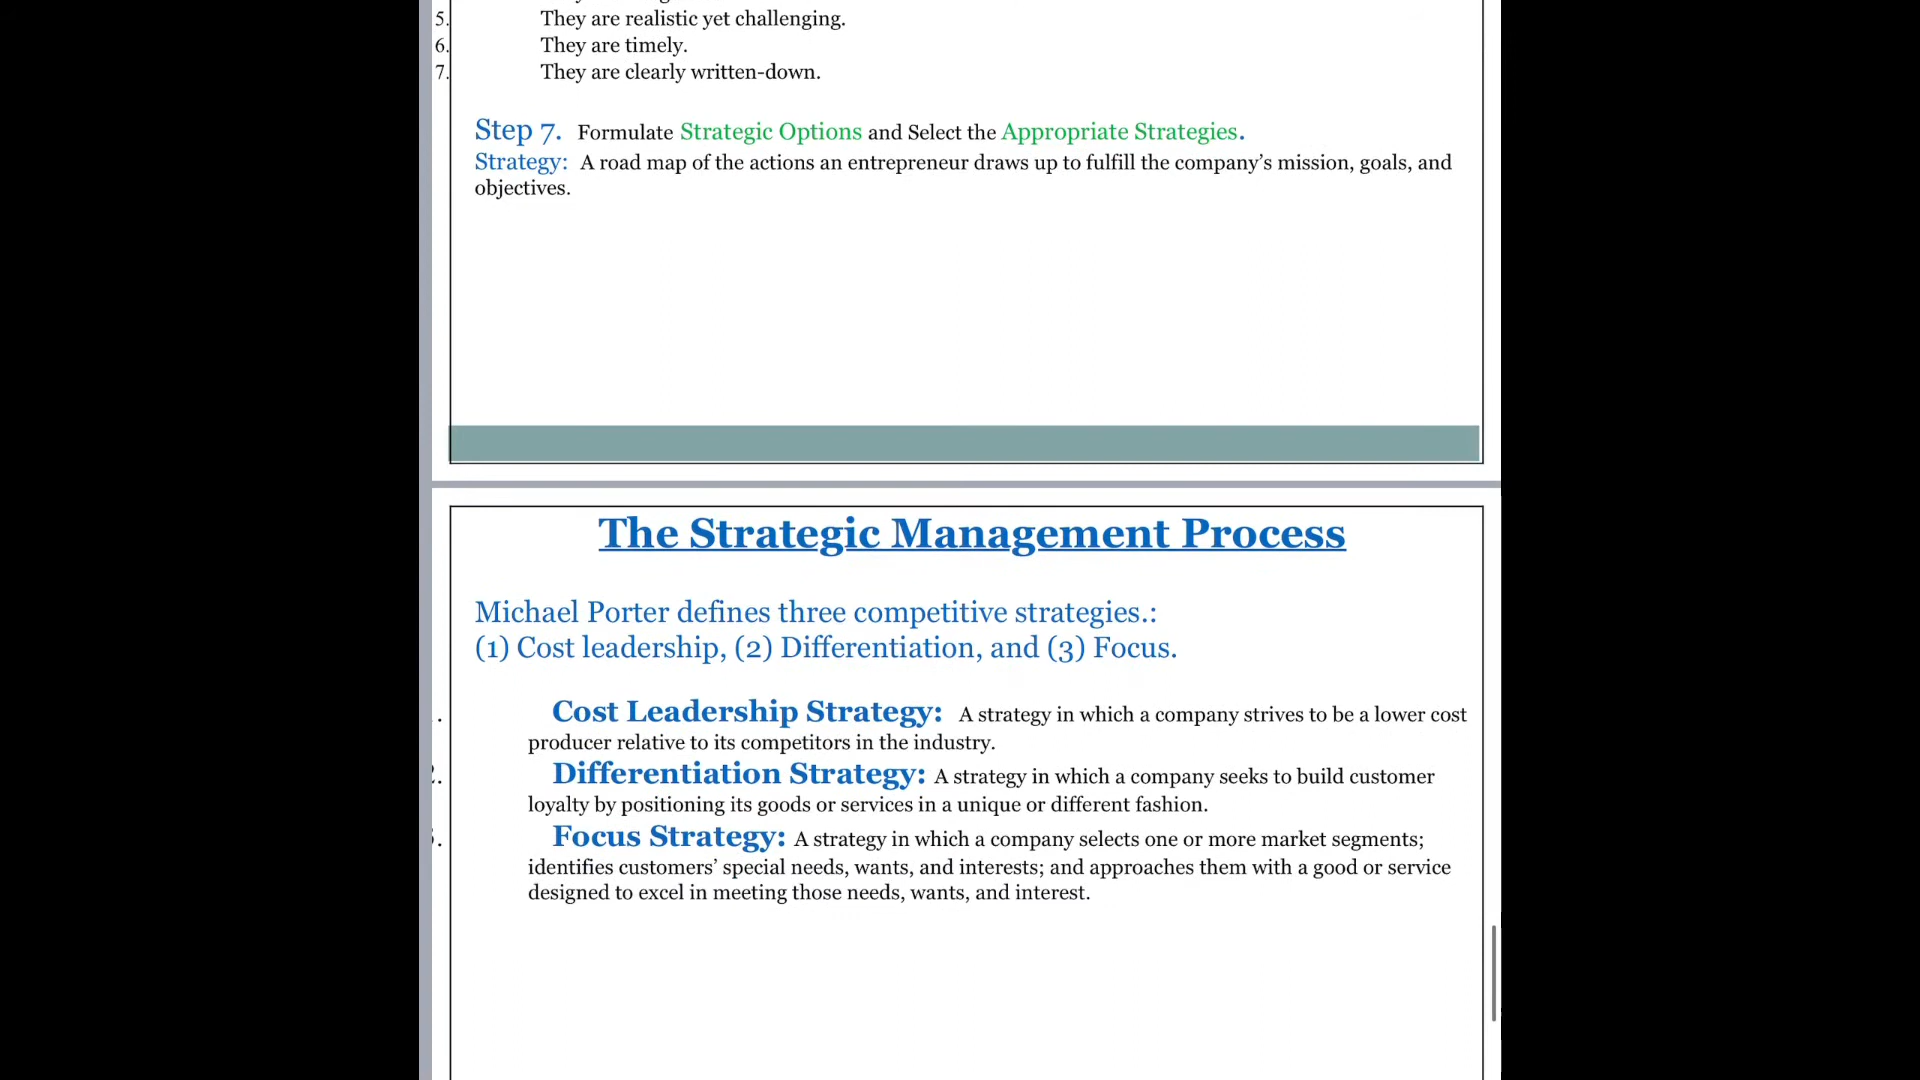 5. They are realistic yet challenging.
6. They are timely.
7. They are clearly written-down.
Step 7. Formulate Strategic Options and Select the Appropriate Strategies.
Strategy: A road map of the actions an entrepreneur draws up to fulfill the company’s mission, goals, and
objectives.
The Strategic Management Process
Michael Porter defines three competitive strategies.:
(1) Cost leadership, (2) Differentiation, and (3) Focus.
Cost Leadership Strategy: A strategy in which a company strives to be a lower cost
producer relative to its competitors in the industry.
Differentiation Strategy: A strategy in which a company seeks to build customer
loyalty by positioning its goods or services in a unique or different fashion.
Focus Strategy: A strategy in which a company selects one or more market segments;
identifies customers’ special needs, wants, and interests; and approaches them with a good or service
designed to excel in meeting those needs, wants, and interest.